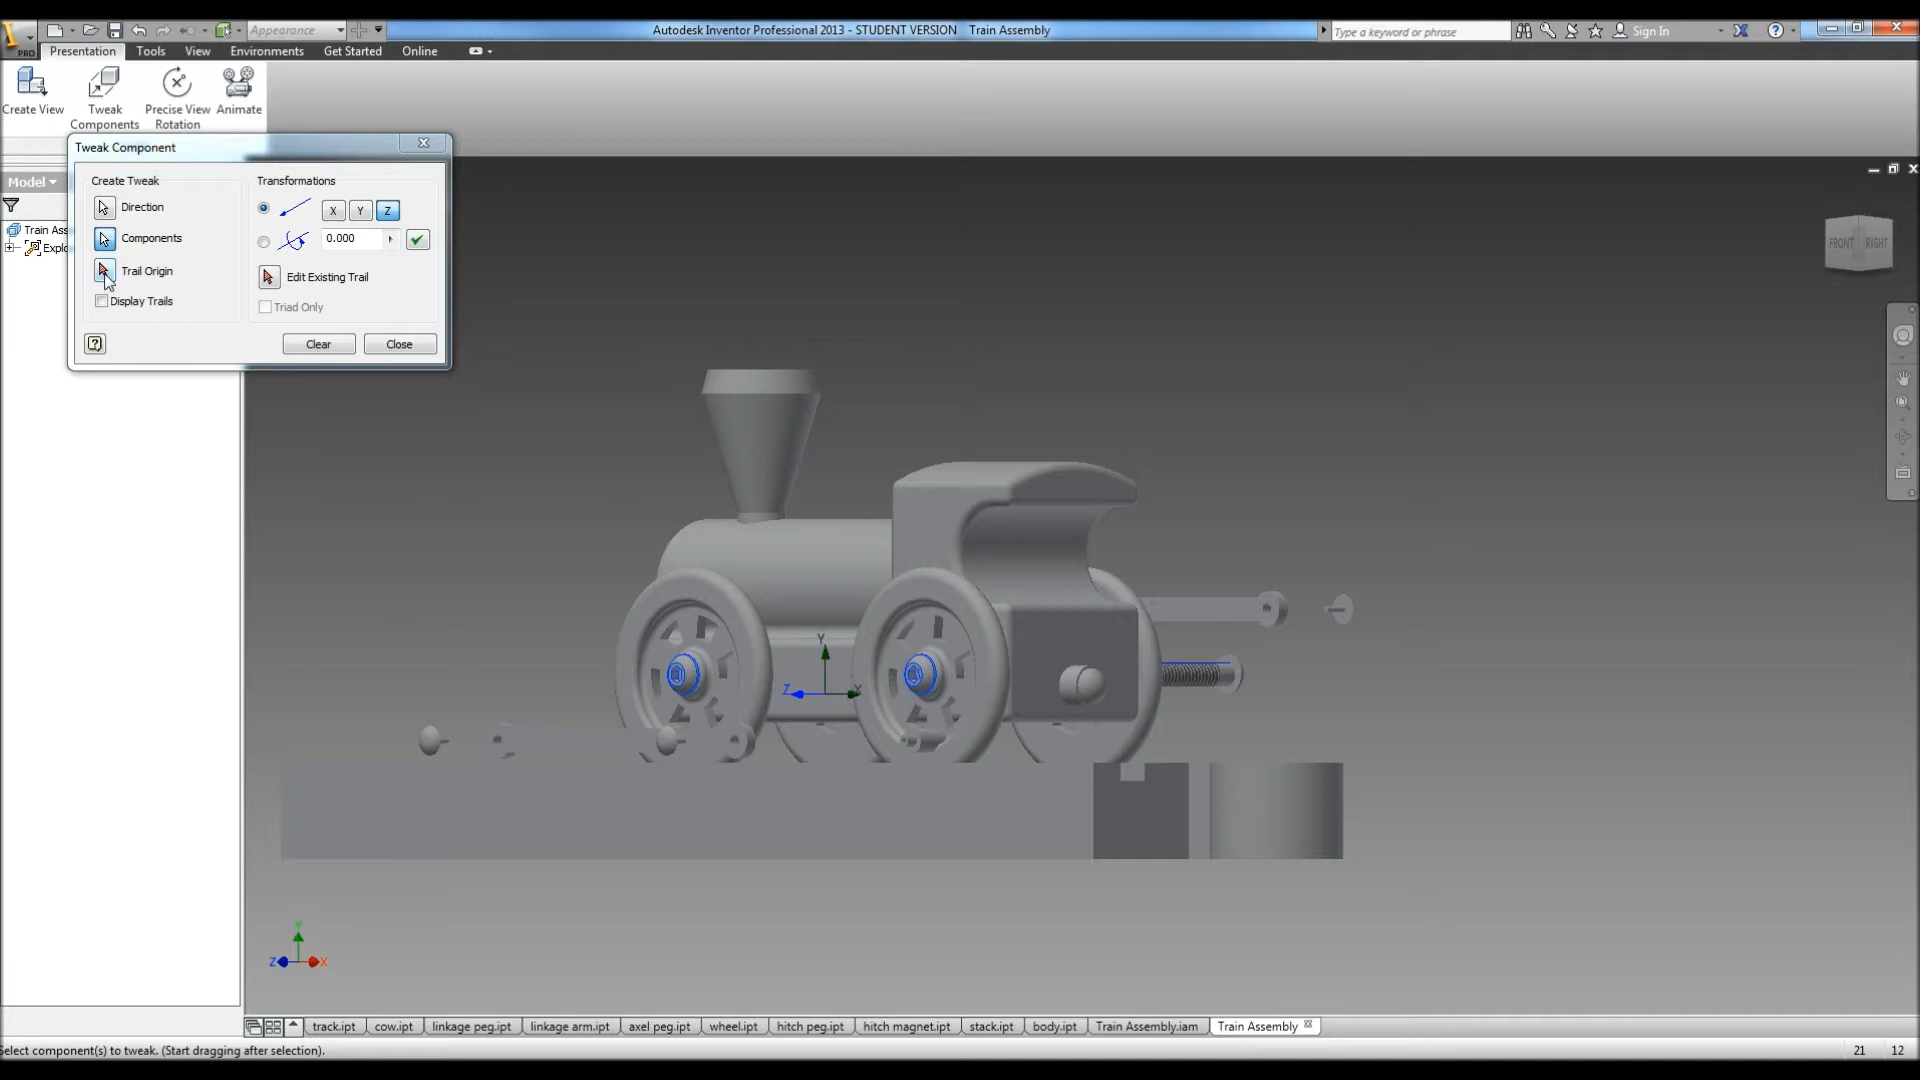 Appearance
Autodesk Inventor Professional 2013 - STUDENT VERSION Train Assembly
Type a keyword or phrase
Sign In
PRO
Presentation Tools View Environments Get Started Online
Create View
Tweak Components
Precise View Rotation
Animate
Tweak Component
Model
Train Ass
Explo
Create Tweak
Direction
Components
Trail Origin
Display Trails
Transformations
X Y Z
0.000
Edit Existing Trail
Triad Only
Clear
Close
FRONT RIGHT
Y
Z X
Y
Z X
track.ipt cow.ipt linkage peg.ipt linkage arm.ipt axel peg.ipt wheel.ipt hitch peg.ipt hitch magnet.ipt stack.ipt body.ipt Train Assembly.iam Train Assembly
Select component(s) to tweak. (Start dragging after selection).
21 12